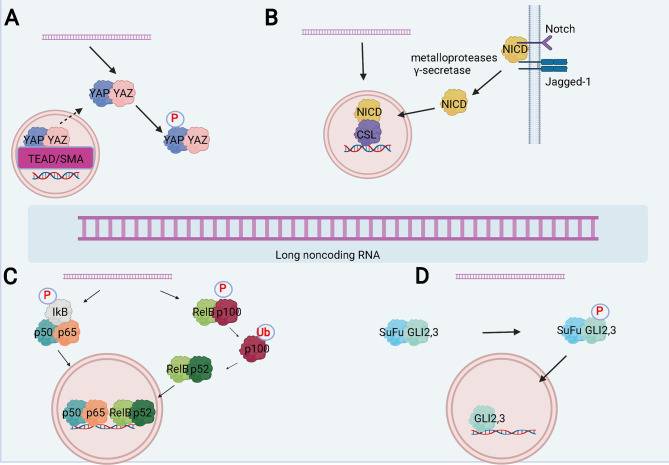 A
YAP YAZ
P
YAP YAZ
YAP YAZ
TEAD/SMA
B
Notch
NICD
metalloproteases
γ-secretase
Jagged-1
NICD
NICD
CSL
Long noncoding RNA
C
P
IkB
p50 p65
P
RelB p100
Ub
p100
RelB p52
p50 p65 RelB p52
D
SuFu GLI2,3
P
SuFu GLI2,3
GLI2,3